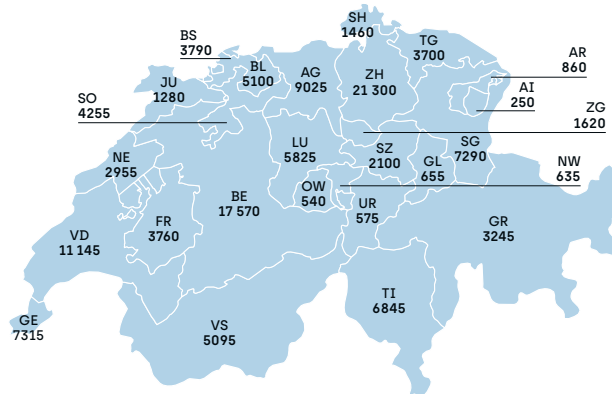 SH
1460
BS
3790
TG
3700
AR
860
BL
5100
AG
9025
ZH
21 300
JU
1280
AI
250
SO
4255
ZG
1620
LU
5825
SZ
2100
SG
7290
GL
655
NW
635
NE
2955
OW
540
BE
17 570
UR
575
FR
3760
VD
11 145
GR
3245
TI
6845
GE
7315
VS
5095